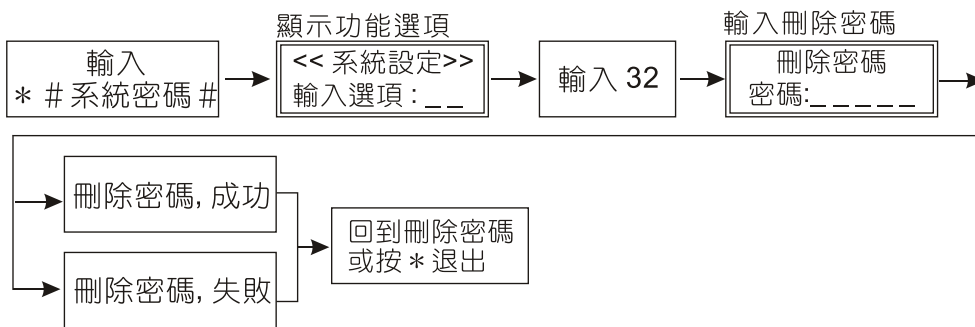 輸入
＊＃系統密碼＃
顯示功能選項
<< 系統設定>>
輸入選項：_ _
輸入 32
輸入刪除密碼
刪除密碼
密碼:_ _ _ _ _
刪除密碼, 成功
刪除密碼, 失敗
回到刪除密碼
或按＊退出